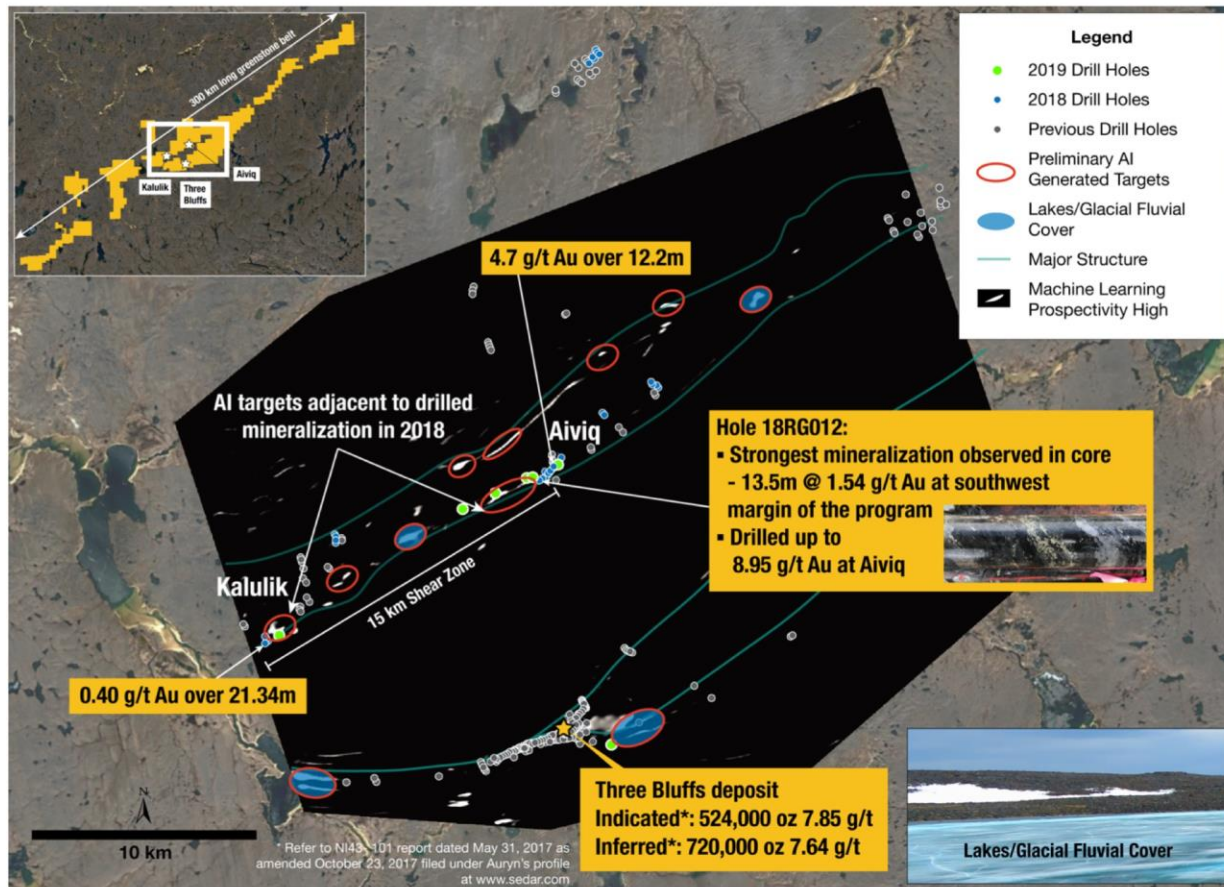 300 km long greenstone belt
Kalulik
Three
Bluffs
Aiviq
Legend
2019 Drill Holes
2018 Drill Holes
Previous Drill Holes
Preliminary AI
Generated Targets
Lakes/Glacial Fluvial
Cover
Major Structure
Machine Learning
Prospectivity High
4.7 g/t Au over 12.2m
AI targets adjacent to drilled
mineralization in 2018
Aiviq
Hole 18RGO12:
▪ Strongest mineralization observed in core
- 13.5m @ 1.54 g/t Au at southwest
margin of the program
▪ Drilled up to
8.95 g/t Au at Aiviq
Kalulik
15 km Shear Zone
0.40 g/t Au over 21.34m
Three Bluffs deposit
Indicated*: 524,000 oz 7.85 g/t
Inferred*: 720,000 oz 7.64 g/t
N
10 km
* Refer to NI43-101 report dated May 31, 2017 as
amended October 23, 2017 filed under Auryn's profile
at www.sedar.com
Lakes/Glacial Fluvial Cover